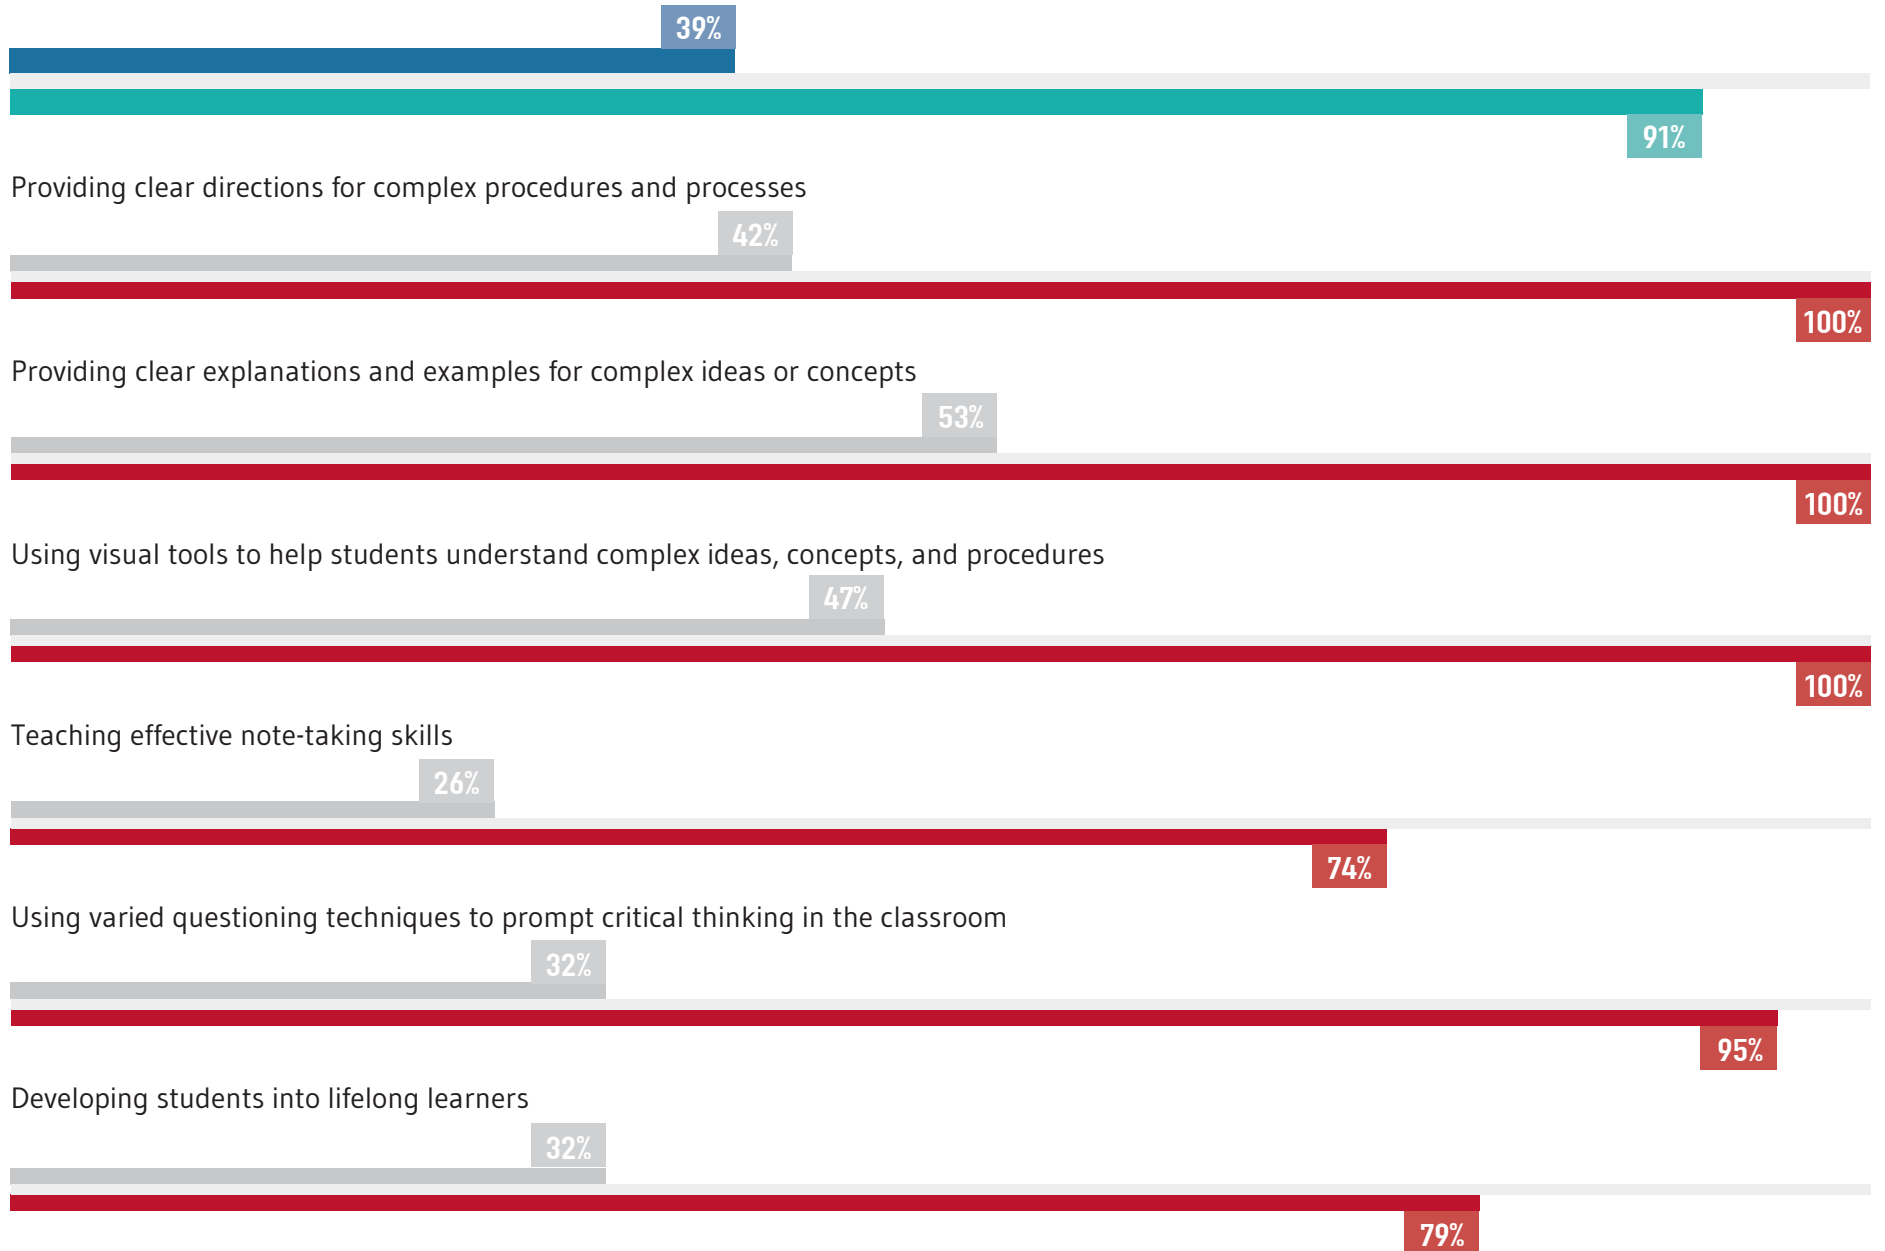 39%
91%
Providing clear directions for complex procedures and processes
42%
100%
Providing clear explanations and examples for complex ideas or concepts
53%
100%
Using visual tools to help students understand complex ideas, concepts, and procedures
47%
100%
Teaching effective note-taking skills
26%
74%
Using varied questioning techniques to prompt critical thinking in the classroom
32%
95%
Developing students into lifelong learners
32%
79%